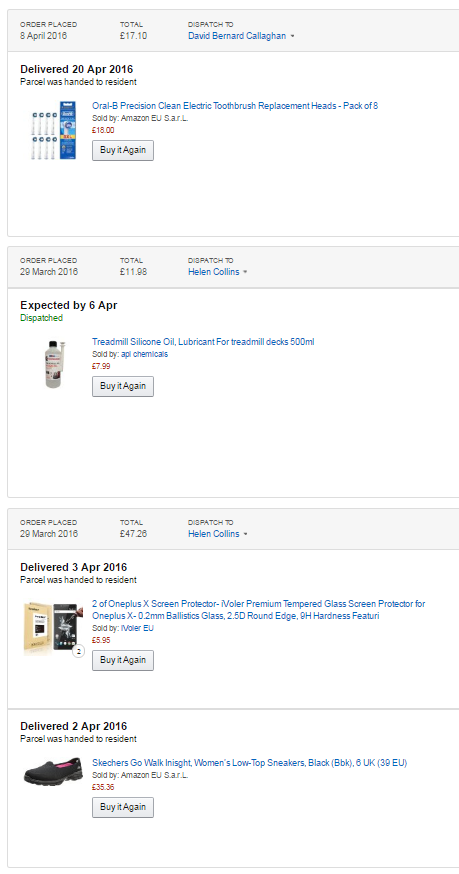 ORDER PLACED TOTAL DISPATCH TO
8 April 2016 £17.10 David Bernard Callaghan
Delivered 20 Apr 2016
Parcel was handed to resident
Oral-B Precision Clean Electric Toothbrush Replacement Heads - Pack of 8
Sold by: Amazon EU S.a.r.L.
£18.00
Buy it Again
ORDER PLACED TOTAL DISPATCH TO
29 March 2016 £11.98 Helen Collins
Expected by 6 Apr
Dispatched
Treadmill Silicone Oil, Lubricant For treadmill decks 500ml
Sold by: api chemicals
£7.99
Buy it Again
ORDER PLACED TOTAL DISPATCH TO
29 March 2016 £47.26 Helen Collins
Delivered 3 Apr 2016
Parcel was handed to resident
2 of Oneplus X Screen Protector- iVoler Premium Tempered Glass Screen Protector for
Oneplus X- 0.2mm Ballistics Glass, 2.5D Round Edge, 9H Hardness Featuri
Sold by: iVoler EU
£5.95
2
Buy it Again
Delivered 2 Apr 2016
Parcel was handed to resident
Skechers Go Walk Inisght, Women's Low-Top Sneakers, Black (Bbk), 6 UK (39 EU)
Sold by: Amazon EU S.a.r.L.
£35.36
Buy it Again